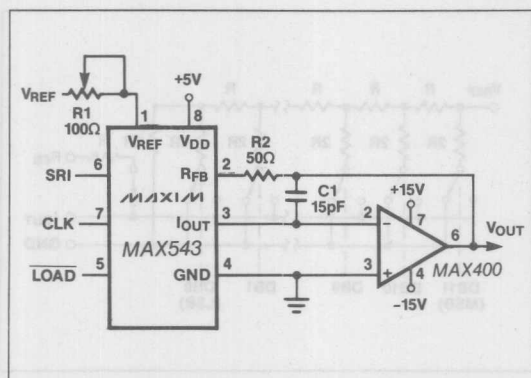 +5V
VREF
R1
100Ω
1
8
VREF
VDD
R2
50Ω
2
RFB
6
SRI
C1
15pF
+15V
MAXIM
3
IOUT
7
CLK
2
7
−
6
VOUT
MAX543
MAX400
5
LOAD
4
GND
3
+
4
−15V